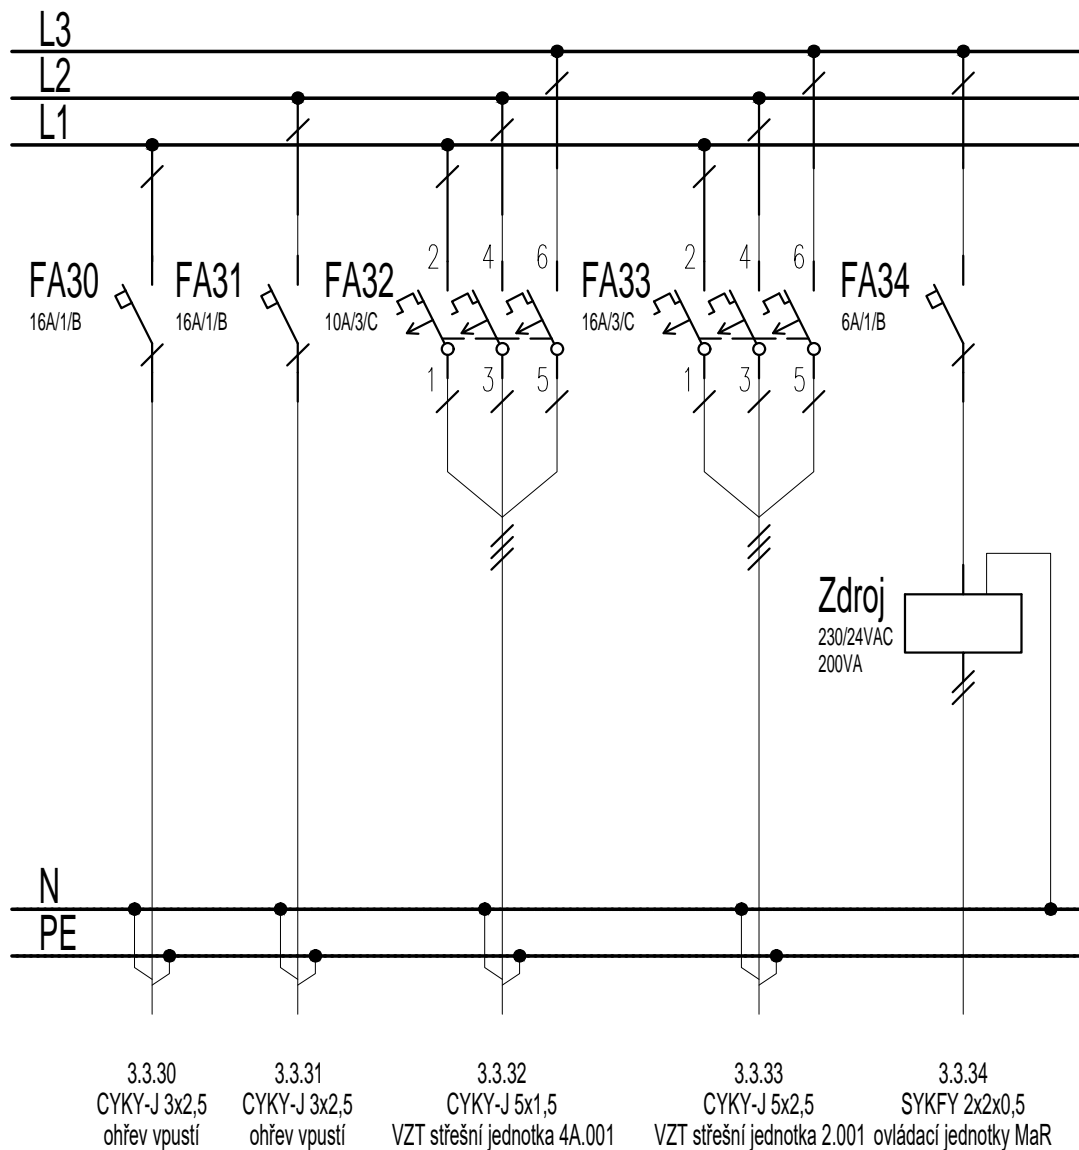 L3
L2
L1
2 4 6 2 4 6
FA30 FA31 FA32 FA33 FA34
16A/1/B 16A/1/B 10A/3/C 16A/3/C 6A/1/B
1 3 5 1 3 5
Zdroj
230/24VAC
200VA
N
PE
3.3.30 3.3.31 3.3.32 3.3.33 3.3.34
CYKY-J 3x2,5 CYKY-J 3x2,5 CYKY-J 5x1,5 CYKY-J 5x2,5 SYKFY 2x2x0,5
ohřev vpustí ohřev vpustí VZT střešní jednotka 4A.001 VZT střešní jednotka 2.001 ovládací jednotky MaR